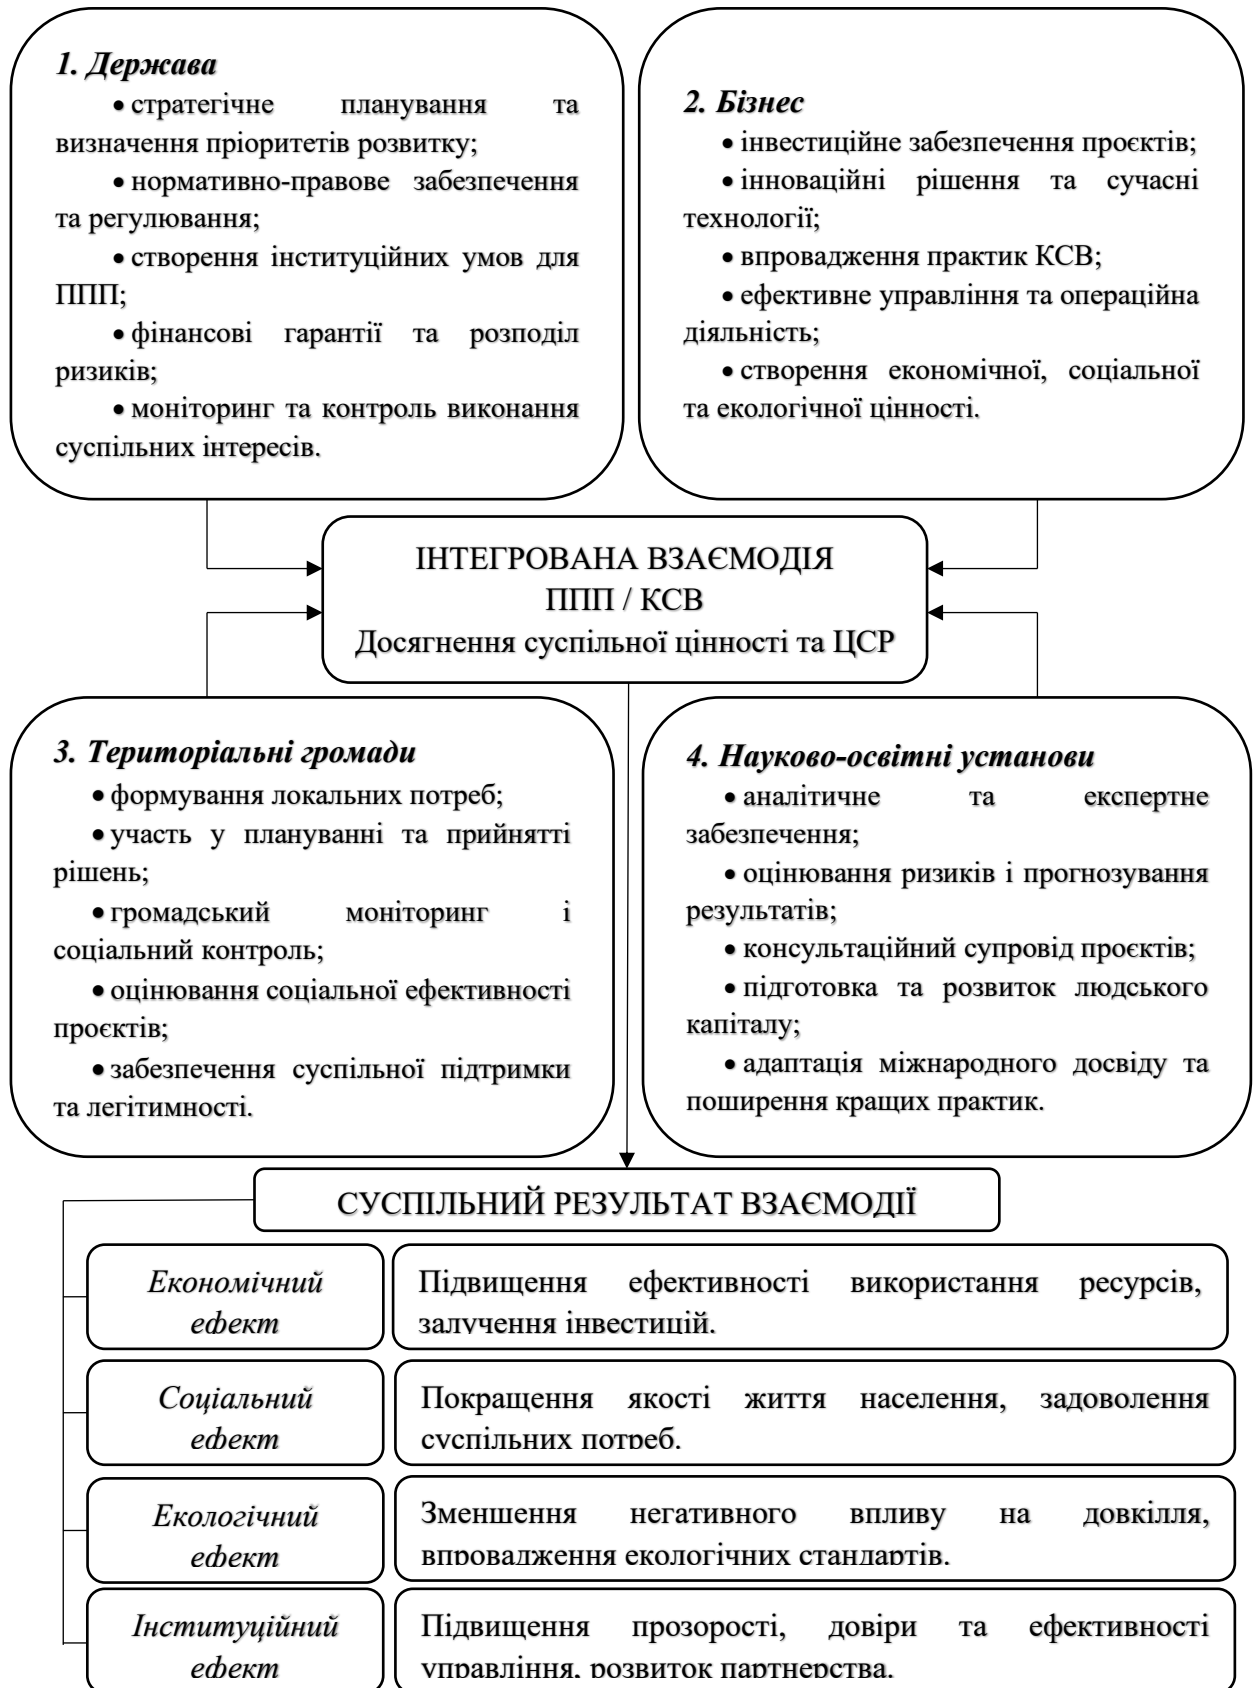 1. Держава
• стратегічне планування та
визначення пріоритетів розвитку;
• нормативно-правове забезпечення
та регулювання;
• створення інституційних умов для
ППП;
• фінансові гарантії та розподіл
ризиків;
• моніторинг та контроль виконання
суспільних інтересів.
2. Бізнес
• інвестиційне забезпечення проєктів;
• інноваційні рішення та сучасні
технології;
• впровадження практик КСВ;
• ефективне управління та операційна
діяльність;
• створення економічної, соціальної
та екологічної цінності.
ІНТЕГРОВАНА ВЗАЄМОДІЯ
ППП / КСВ
Досягнення суспільної цінності та ЦСР
3. Територіальні громади
• формування локальних потреб;
• участь у плануванні та прийнятті
рішень;
• громадський моніторинг і
соціальний контроль;
• оцінювання соціальної ефективності
проєктів;
• забезпечення суспільної підтримки
та легітимності.
4. Науково-освітні установи
• аналітичне та експертне
забезпечення;
• оцінювання ризиків і прогнозування
результатів;
• консультаційний супровід проєктів;
• підготовка та розвиток людського
капіталу;
• адаптація міжнародного досвіду та
поширення кращих практик.
СУСПІЛЬНИЙ РЕЗУЛЬТАТ ВЗАЄМОДІЇ
Економічний
ефект
Підвищення ефективності використання ресурсів,
залучення інвестицій.
Соціальний
ефект
Покращення якості життя населення, задоволення
суспільних потреб.
Екологічний
ефект
Зменшення негативного впливу на довкілля,
впровадження екологічних стандартів.
Інституційний
ефект
Підвищення прозорості, довіри та ефективності
управління, розвиток партнерства.